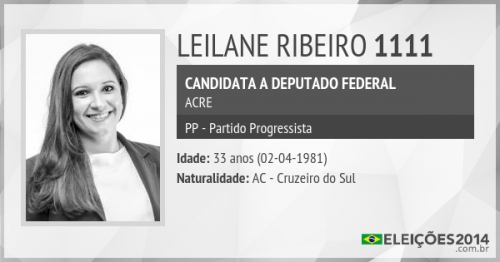 LEILANE RIBEIRO 1111
CANDIDATA A DEPUTADO FEDERAL
ACRE
PP - Partido Progressista
Idade: 33 anos (02-04-1981)
Naturalidade: AC - Cruzeiro do Sul
ELEIÇÕES2014
.com.br